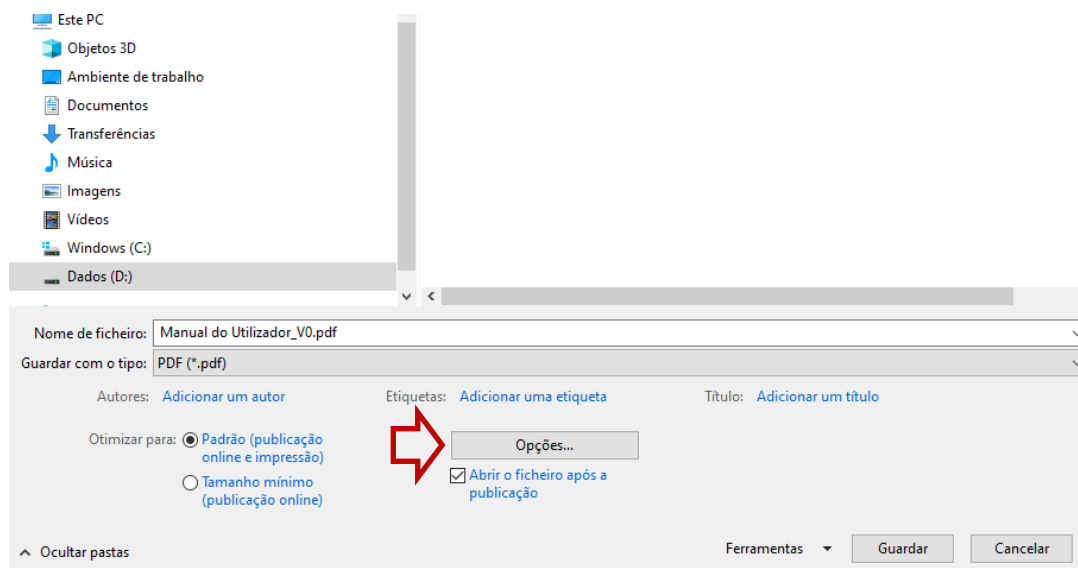 Este PC
Objetos 3D
Ambiente de trabalho
Documentos
Transferências
Música
Imagens
Vídeos
Windows (C:)
Dados (D:)
Nome de ficheiro: Manual do Utilizador_V0.pdf
Guardar com o tipo: PDF (*.pdf)
Autores: Adicionar um autor Etiquetas: Adicionar uma etiqueta Título: Adicionar um título
Otimizar para: Padrão (publicação
online e impressão)
Tamanho mínimo
(publicação online)
Opções...
Abrir o ficheiro após a
publicação
Ocultar pastas Ferramentas Guardar Cancelar